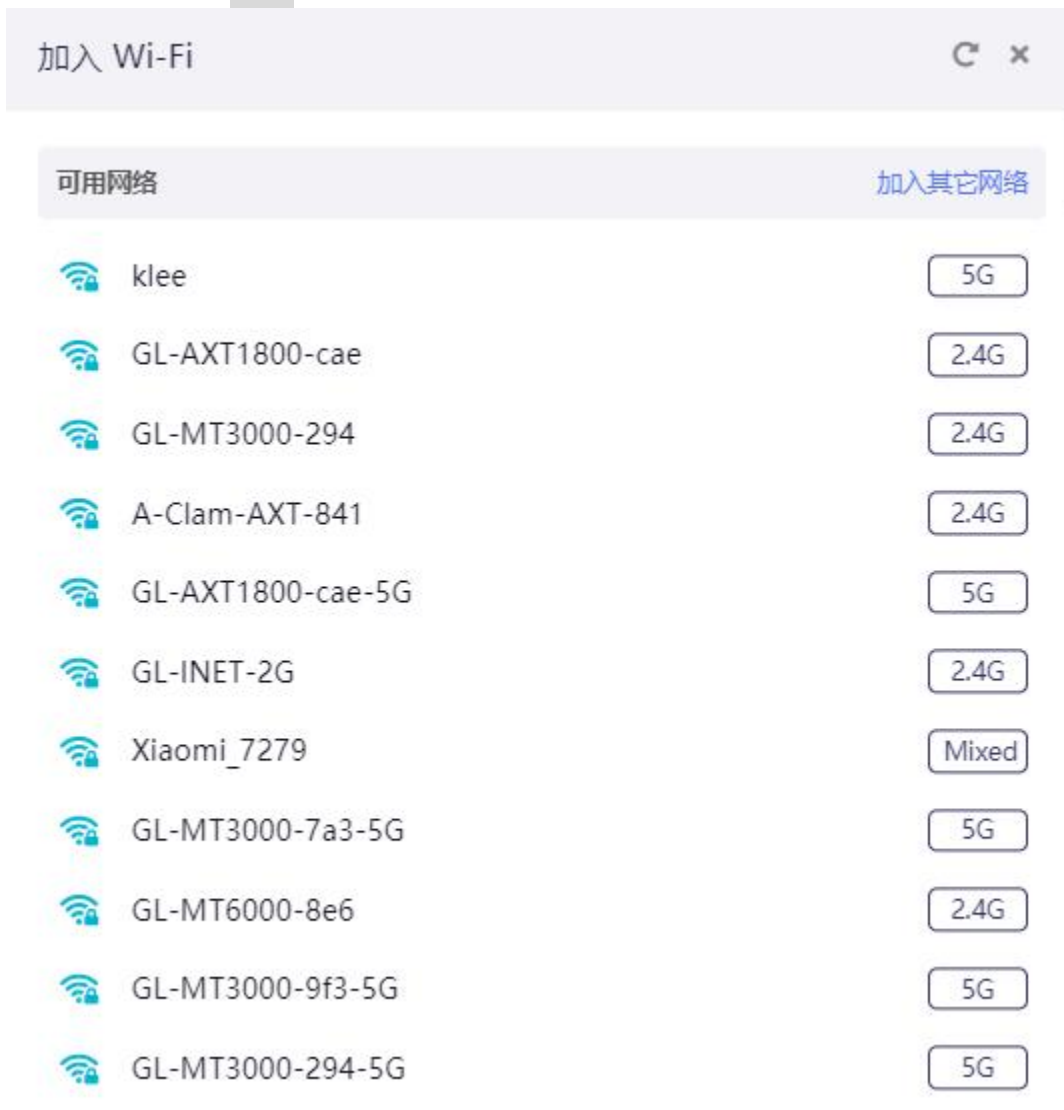 加入 Wi-Fi
可用网络 加入其它网络
klee 5G
GL-AXT1800-cae 2.4G
GL-MT3000-294 2.4G
A-Clam-AXT-841 2.4G
GL-AXT1800-cae-5G 5G
GL-INET-2G 2.4G
Xiaomi_7279 Mixed
GL-MT3000-7a3-5G 5G
GL-MT6000-8e6 2.4G
GL-MT3000-9f3-5G 5G
GL-MT3000-294-5G 5G